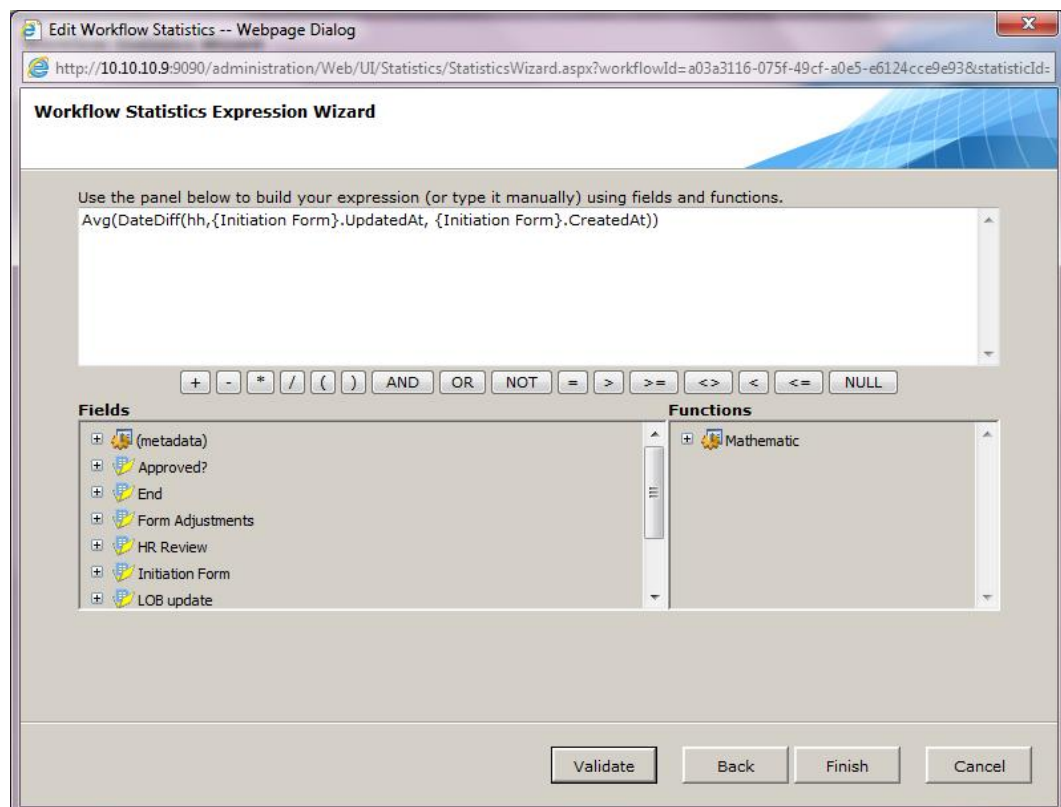 Edit Workflow Statistics -- Webpage Dialog
http://10.10.10.9:9090/administration/Web/UI/Statistics/StatisticsWizard.aspx?workflowId=a03a3116-075f-49cf-a0e5-e6124cce9e93&statisticId=
Workflow Statistics Expression Wizard
Use the panel below to build your expression (or type it manually) using fields and functions.
Avg(DateDiff(hh,{Initiation Form}.UpdatedAt, {Initiation Form}.CreatedAt))
+ - * / ( ) AND OR NOT = > >= <> < <= NULL
Fields Functions
(metadata) Mathematic
Approved?
End
Form Adjustments
HR Review
Initiation Form
LOB update
Validate Back Finish Cancel